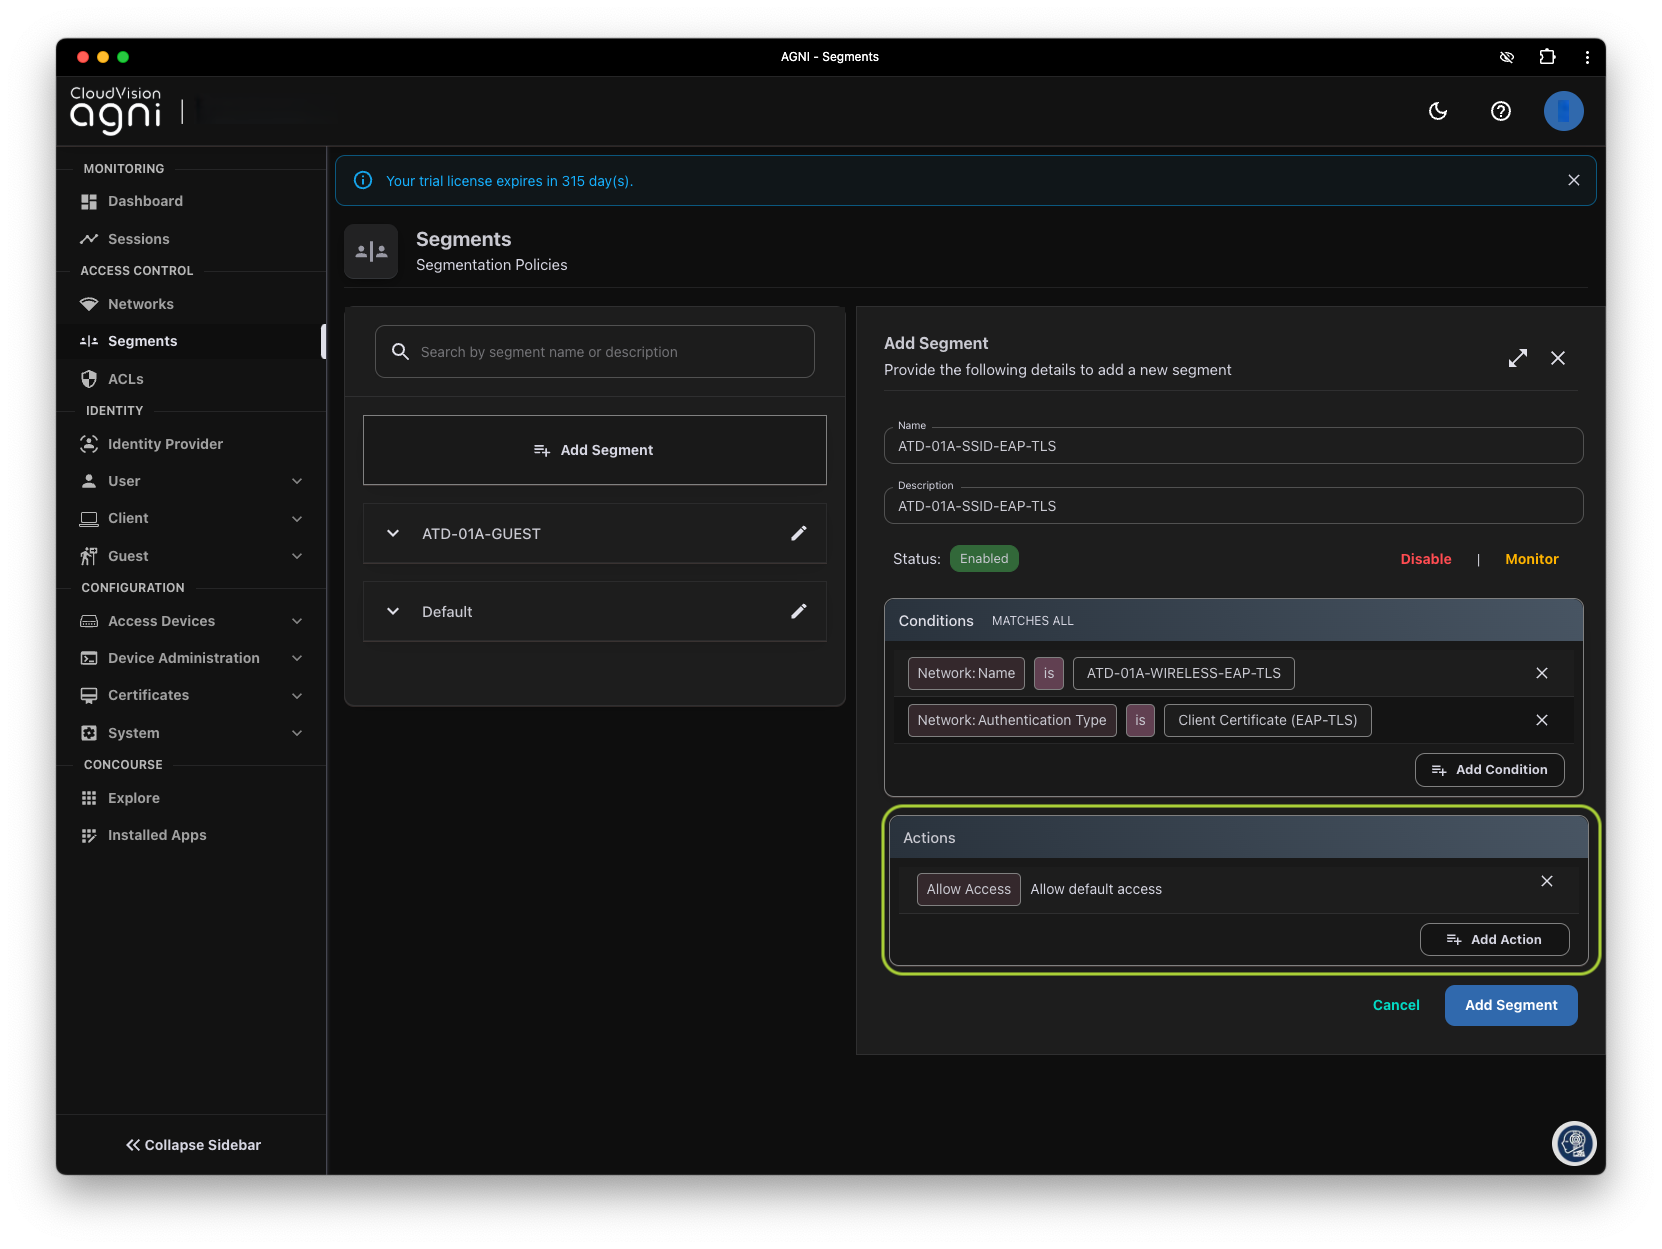 AGNI - Segments
CloudVision
agni
MONITORING
Dashboard
Sessions
ACCESS CONTROL
Networks
Segments
ACLs
IDENTITY
Identity Provider
User
Client
Guest
CONFIGURATION
Access Devices
Device Administration
Certificates
System
CONCOURSE
Explore
Installed Apps
Collapse Sidebar
Your trial license expires in 315 day(s).
Segments
Segmentation Policies
Search by segment name or description
Add Segment
ATD-01A-GUEST
Default
Add Segment
Provide the following details to add a new segment
Name
ATD-01A-SSID-EAP-TLS
Description
ATD-01A-SSID-EAP-TLS
Status: Enabled Disable | Monitor
Conditions MATCHES ALL
Network:Name is ATD-01A-WIRELESS-EAP-TLS
Network:Authentication Type is Client Certificate (EAP-TLS)
Add Condition
Actions
Allow Access Allow default access
Add Action
Cancel Add Segment